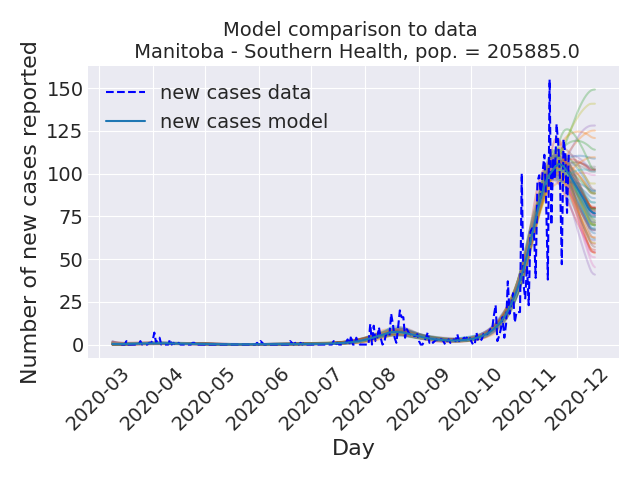 Model comparison to data
Manitoba - Southern Health, pop. = 205885.0
Number of new cases reported
150
125
100
75
50
25
0
new cases data
new cases model
2020-03
2020-04
2020-05
2020-06
2020-07
2020-08
2020-09
2020-10
2020-11
2020-12
Day